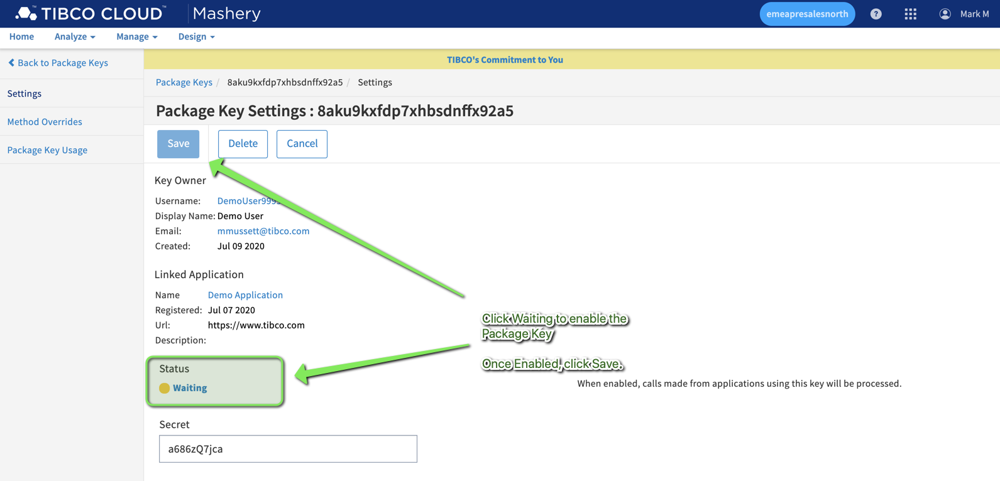 TIBCO CLOUD™ Mashery
emeapresalesnorth
?
Mark M
Home Analyze Manage Design
Back to Package Keys
TIBCO's Commitment to You
Package Keys / 8aku9kxfdp7xhbsdnffx92a5 / Settings
Settings
Method Overrides
Package Key Usage
Package Key Settings : 8aku9kxfdp7xhbsdnffx92a5
Save Delete Cancel
Key Owner
Username: DemoUser999
Display Name: Demo User
Email: mmussett@tibco.com
Created: Jul 09 2020
Linked Application
Name Demo Application
Registered: Jul 07 2020
Url: https://www.tibco.com
Description:
Click Waiting to enable the
Package Key
Once Enabled, click Save.
Status
Waiting
When enabled, calls made from applications using this key will be processed.
Secret
a686zQ7jca